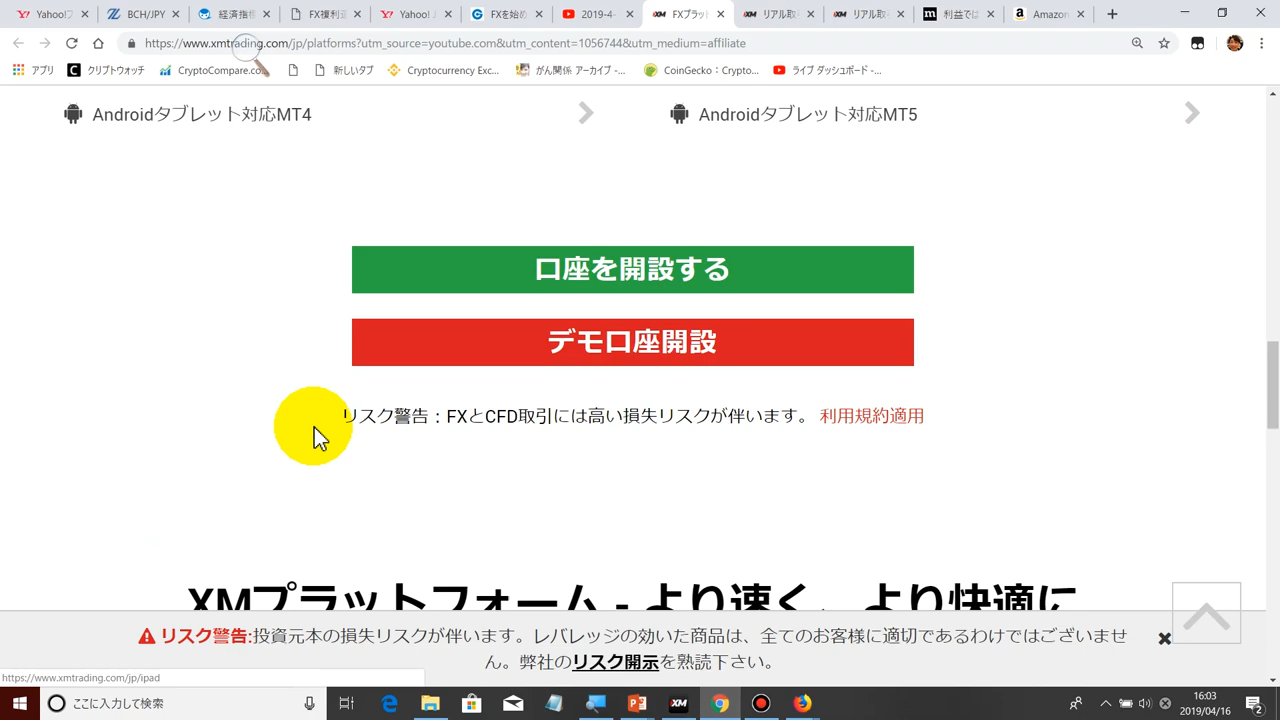 Yahoo!フ
BCH/JPY
経済指標
FX複利運
Yahoo! ﾉ
FXを始め
2019-4-
FXプラッ
リアル取
リアル取
利益では
Amazon
https://www.xmtrading.com/jp/platforms?utm_source=youtube.com&utm_content=1056744&utm_medium=affiliate
アプリ
クリプトウォッチ
CryptoCompare.co
新しいタブ
Cryptocurrency Exc...
がん関係 アーカイブ -...
CoinGecko: Crypto...
ライブ ダッシュボード -...
Androidタブレット対応MT4
Androidタブレット対応MT5
口座を開設する
デモ口座開設
リスク警告：FXとCFD取引には高い損失リスクが伴います。 利用規約適用
XMプラットフォーム - より速く、より快適に
リスク警告:投資元本の損失リスクが伴います。レバレッジの効いた商品は、全てのお客様に適切であるわけではございませ
ん。弊社のリスク開示を熟読下さい。
https://www.xmtrading.com/jp/ipad
ここに入力して検索
16:03
2019/04/16
2